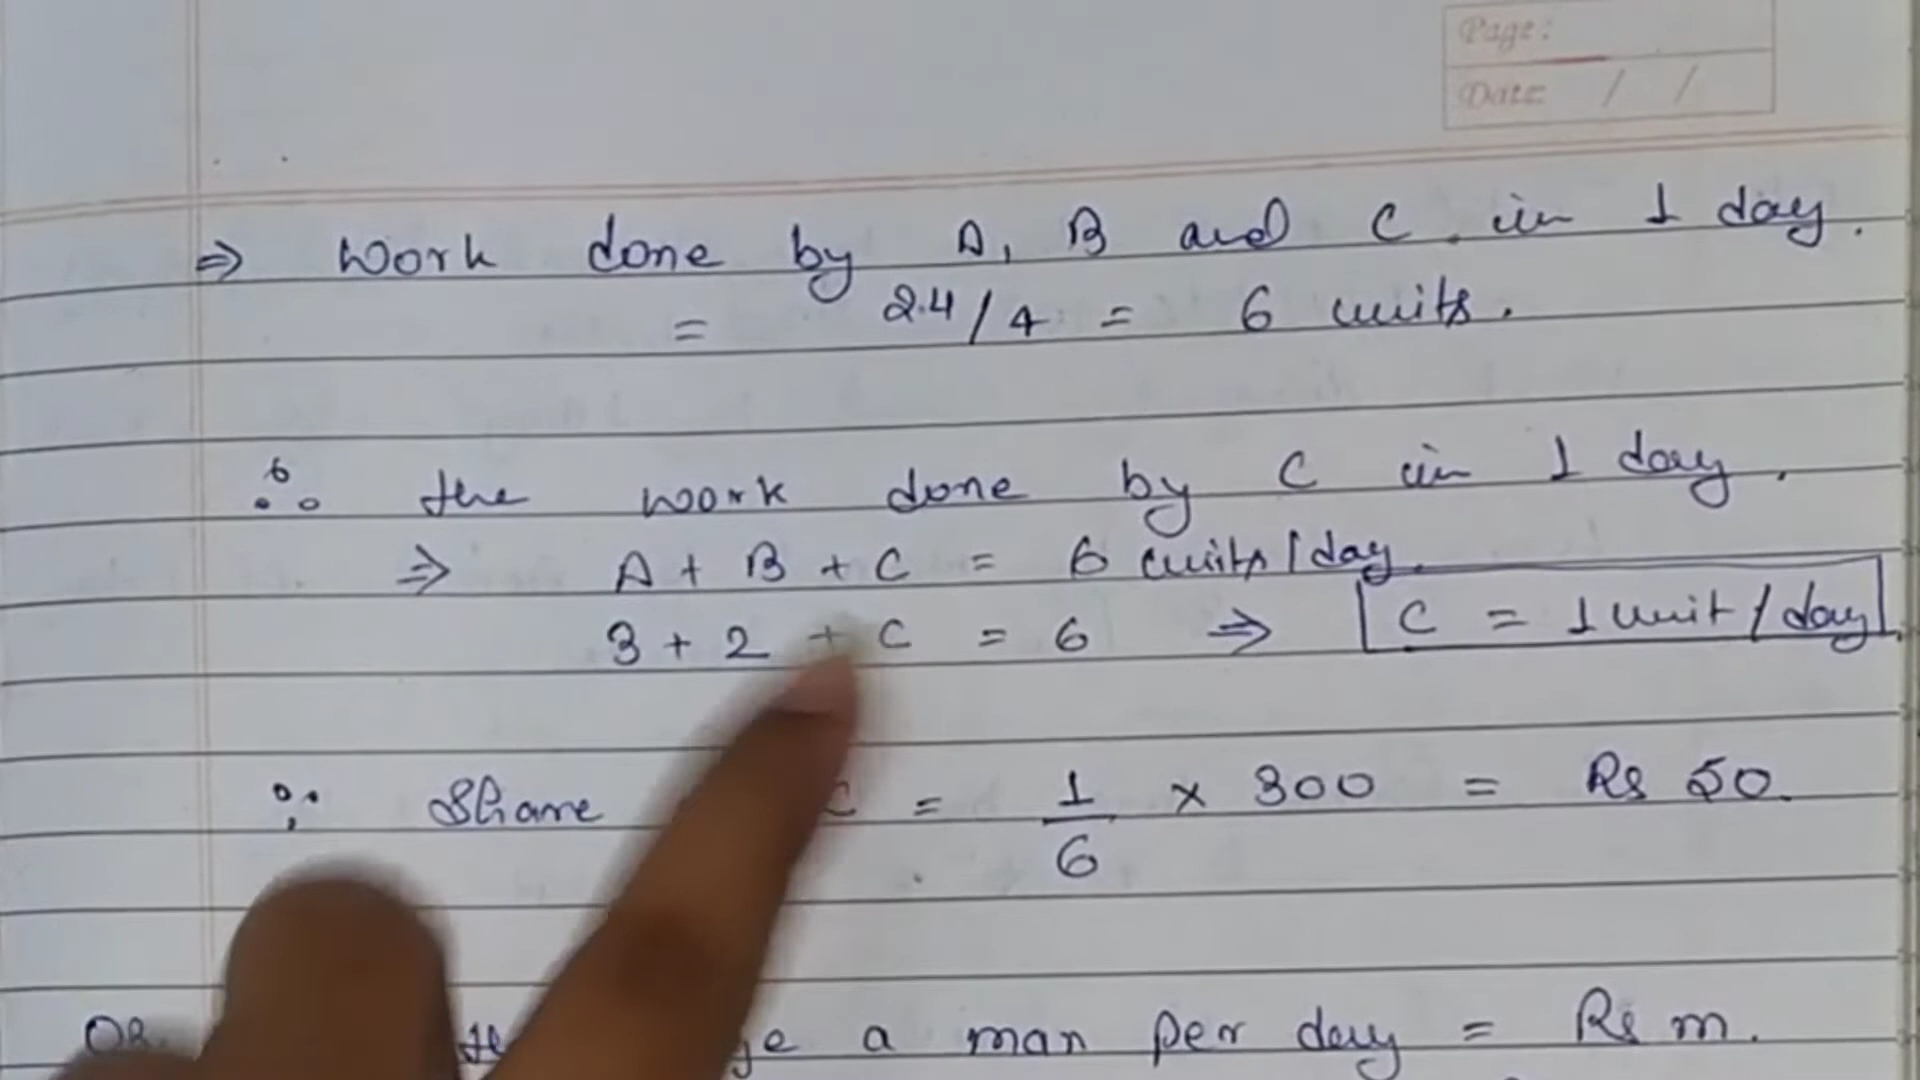 Page:
Date: / /
⇒ Work done by A, B and C in 1 day.
= 24/4 = 6 units.
∴ the work done by C in 1 day.
⇒ A + B + C = 6 units/day
3 + 2 + C = 6 ⇒ C = 1 unit/day
∴ Share C = 1/6 × 300 = Rs 50.
a man per day = Rs m.